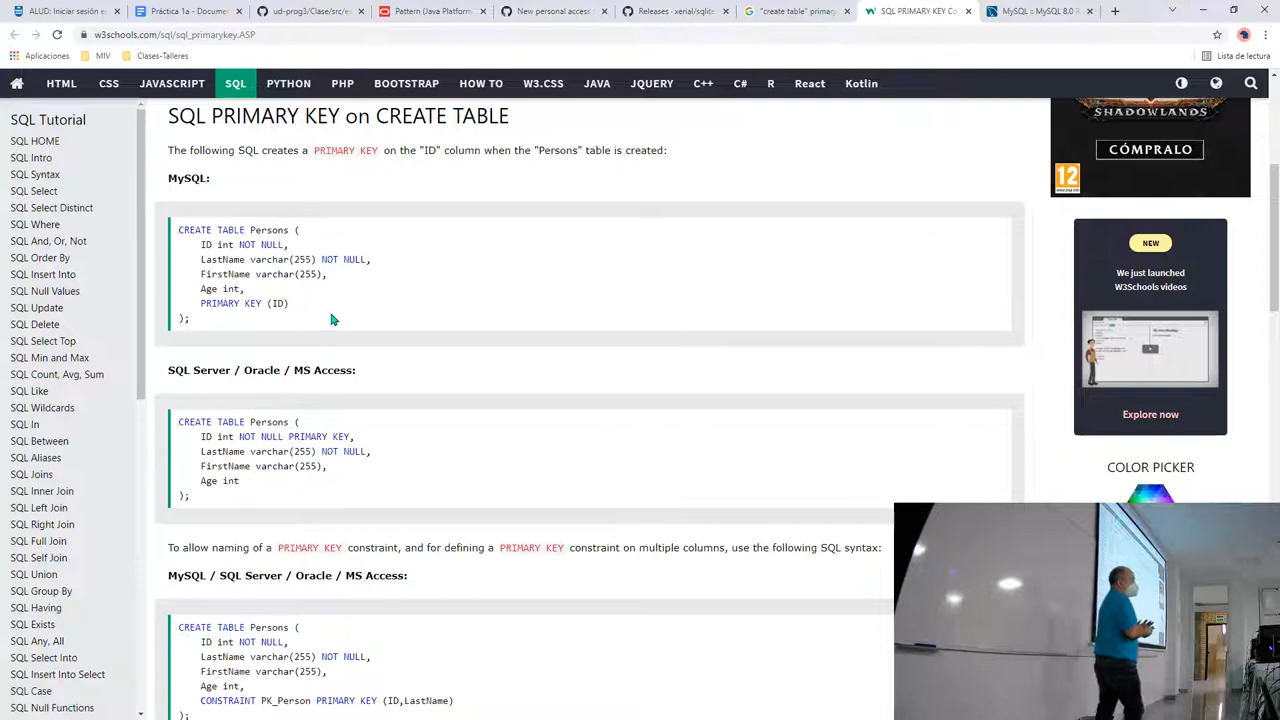 ALUD: Iniciar sesión e
Práctica 1a - Documen
ud-prog3/Clase/src/es
Pattern (Java Platform
New personal access t
Releases · xerial/sqlite
"create table" primary
SQL PRIMARY KEY Co
MySQL :: MySQL 8.0 R
w3schools.com/sql/sql_primarykey.ASP
Aplicaciones
MIV
Clases-Talleres
Lista de lectura
HTML CSS JAVASCRIPT SQL PYTHON PHP BOOTSTRAP HOW TO W3.CSS JAVA JQUERY C++ C# R React Kotlin
SQL Tutorial
SQL HOME
SQL Intro
SQL Syntax
SQL Select
SQL Select Distinct
SQL Where
SQL And, Or, Not
SQL Order By
SQL Insert Into
SQL Null Values
SQL Update
SQL Delete
SQL Select Top
SQL Min and Max
SQL Count, Avg, Sum
SQL Like
SQL Wildcards
SQL In
SQL Between
SQL Aliases
SQL Joins
SQL Inner Join
SQL Left Join
SQL Right Join
SQL Full Join
SQL Self Join
SQL Union
SQL Group By
SQL Having
SQL Exists
SQL Any, All
SQL Select Into
SQL Insert Into Select
SQL Case
SQL Null Functions
SQL PRIMARY KEY on CREATE TABLE
The following SQL creates a PRIMARY KEY on the "ID" column when the "Persons" table is created:
MySQL:
CREATE TABLE Persons (
ID int NOT NULL,
LastName varchar(255) NOT NULL,
FirstName varchar(255),
Age int,
PRIMARY KEY (ID)
);
SQL Server / Oracle / MS Access:
CREATE TABLE Persons (
ID int NOT NULL PRIMARY KEY,
LastName varchar(255) NOT NULL,
FirstName varchar(255),
Age int
);
To allow naming of a PRIMARY KEY constraint, and for defining a PRIMARY KEY constraint on multiple columns, use the following SQL syntax:
MySQL / SQL Server / Oracle / MS Access:
CREATE TABLE Persons (
ID int NOT NULL,
LastName varchar(255) NOT NULL,
FirstName varchar(255),
Age int,
CONSTRAINT PK_Person PRIMARY KEY (ID,LastName)
);
SHADOWLANDS
CÓMPRALO
12
NEW
We just launched
W3Schools videos
Explore now
COLOR PICKER